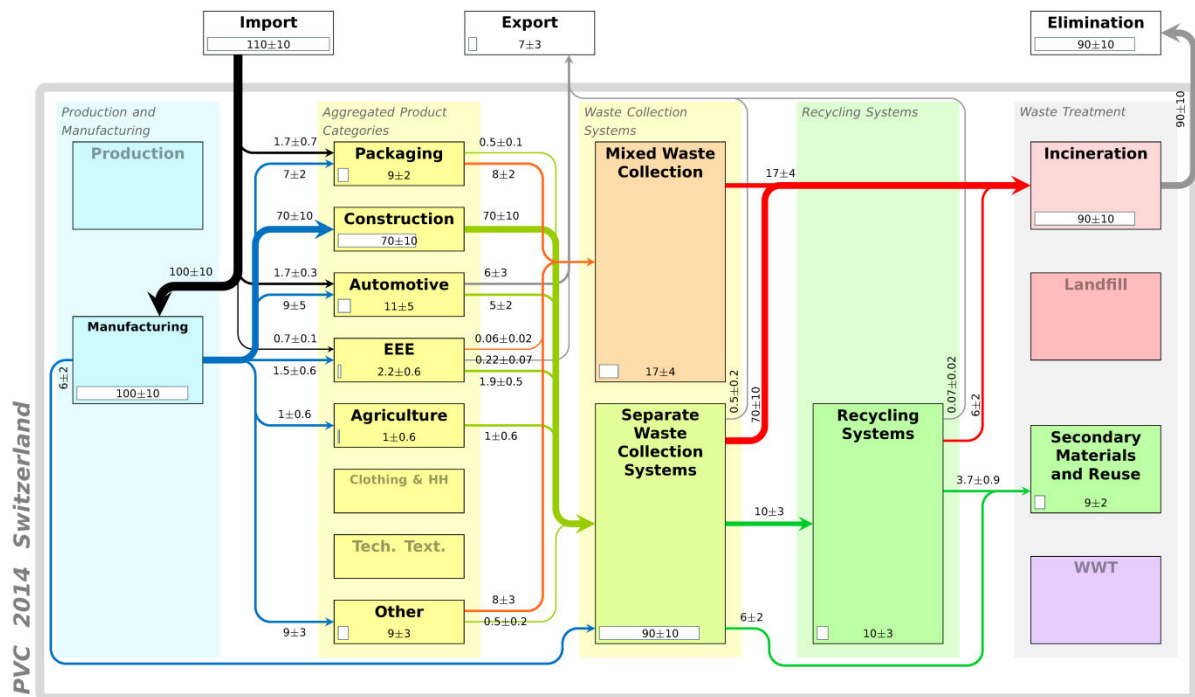 Import
110±10
Export
7±3
Elimination
90±10
90±10
Production and
Manufacturing
Aggregated Product
Categories
Waste Collection
Systems
Recycling Systems
Waste Treatment
Production
1.7±0.7
7±2
Packaging
9±2
0.5±0.1
8±2
Mixed Waste
Collection
17±4
17±4
Incineration
90±10
70±10
Construction
70±10
70±10
100±10
1.7±0.3
9±5
Automotive
11±5
6±3
5±2
Landfill
Manufacturing
100±10
6±2
0.7±0.1
1.5±0.6
EEE
2.2±0.6
0.06±0.02
0.22±0.07
1.9±0.5
0.5±0.2
70±10
0.07±0.02
6±2
1±0.6
Agriculture
1±0.6
1±0.6
Separate
Waste
Collection
Systems
90±10
Recycling
Systems
10±3
Secondary
Materials
and Reuse
9±2
Clothing & HH
10±3
3.7±0.9
Tech. Text.
WWT
9±3
Other
9±3
8±3
0.5±0.2
6±2
PVC 2014 Switzerland